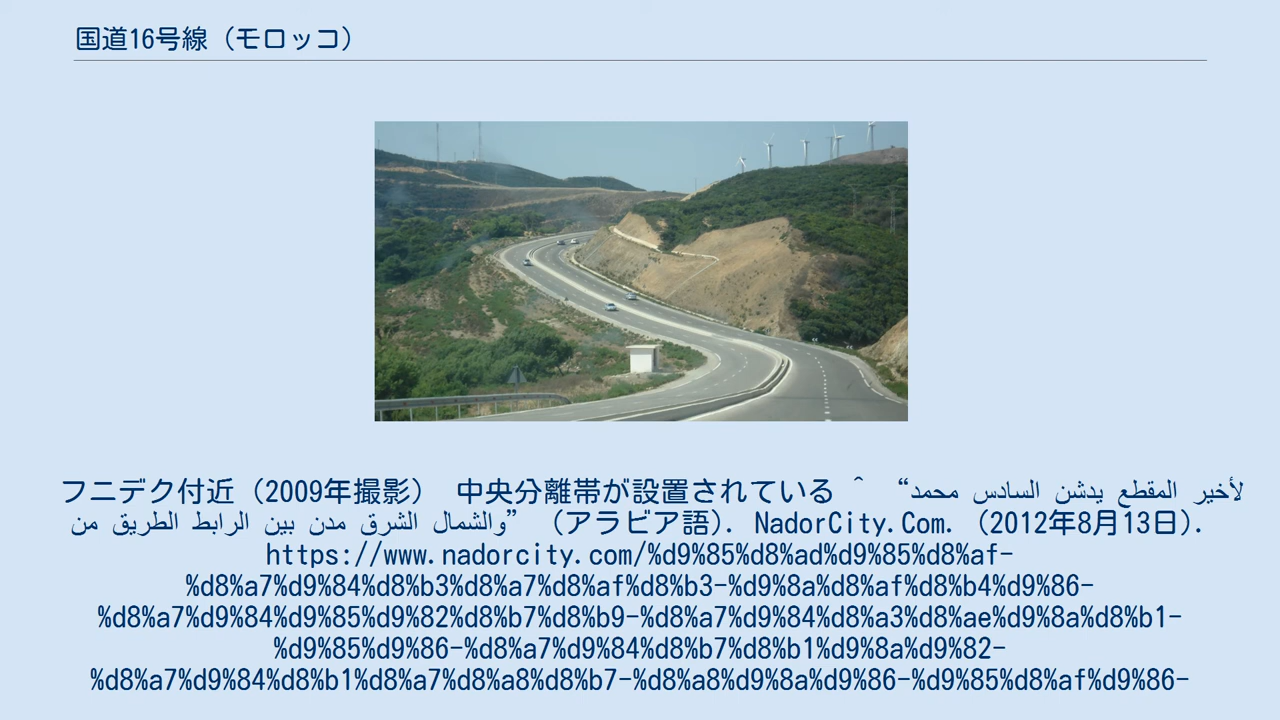 国道16号線（モロッコ）
フニデク付近（2009年撮影） 中央分離帯が設置されている ^ “محمد السادس يدشن المقطع لأخير
من الطريق الرابط بين مدن الشرق والشمال” （アラビア語）. NadorCity.Com. (2012年8月13日).
https://www.nadorcity.com/%d9%85%d8%ad%d9%85%d8%af-
%d8%a7%d9%84%d8%b3%d8%a7%d8%af%d8%b3-%d9%8a%d8%af%d8%b4%d9%86-
%d8%a7%d9%84%d9%85%d9%82%d8%b7%d8%b9-%d8%a7%d9%84%d8%a3%d8%ae%d9%8a%d8%b1-
%d9%85%d9%86-%d8%a7%d9%84%d8%b7%d8%b1%d9%8a%d9%82-
%d8%a7%d9%84%d8%b1%d8%a7%d8%a8%d8%b7-%d8%a8%d9%8a%d9%86-%d9%85%d8%af%d9%86-